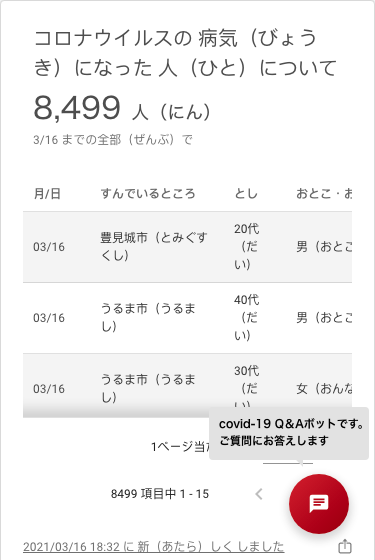 コロナウイルスの 病気（びょう
き）になった 人（ひと）について
8,499 人（にん）
3/16 までの全部（ぜんぶ）で
月/日 すんでいるところ とし おとこ・お
03/16 豊見城市（とみぐす
くし） 20代
（だ
い） 男（おとこ
03/16 うるま市（うるま
し） 40代
（だ
い） 男（おとこ
03/16 うるま市（うるま
し） 30代
（だ
い） 女（おんな
covid-19 Q&Aボットです。
ご質問にお答えします
1ページ当た
8499 項目中 1 - 15
2021/03/16 18:32 に 新（あたら）しく しました